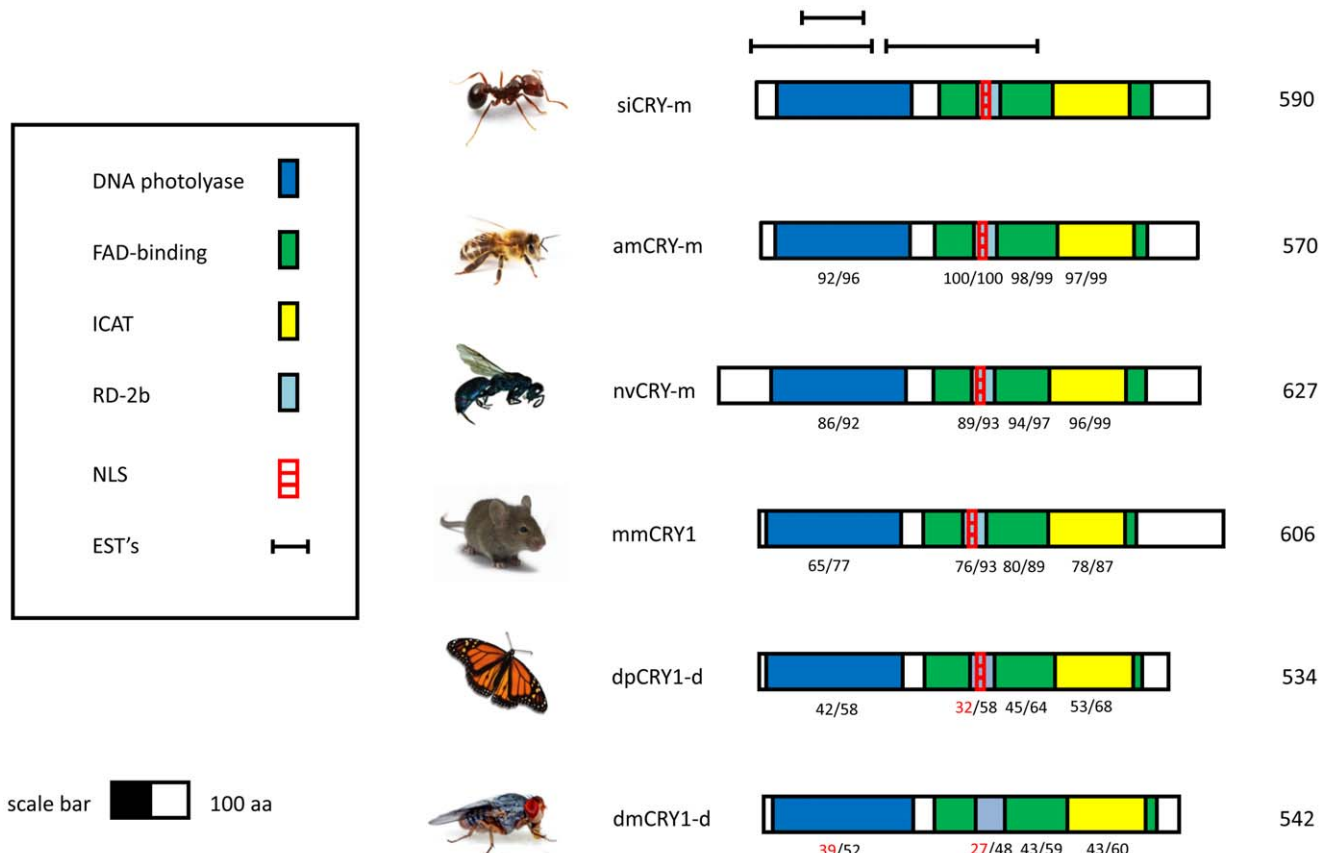 siCRY-m 590
DNA photolyase
FAD-binding
ICAT
RD-2b
NLS
EST's
amCRY-m 570
92/96 100/100 98/99 97/99
nvCRY-m 627
86/92 89/93 94/97 96/99
mmCRY1 606
65/77 76/93 80/89 78/87
dpCRY1-d 534
42/58 32/58 45/64 53/68
scale bar 100 aa
dmCRY1-d 542
39/52 27/48 43/59 43/60